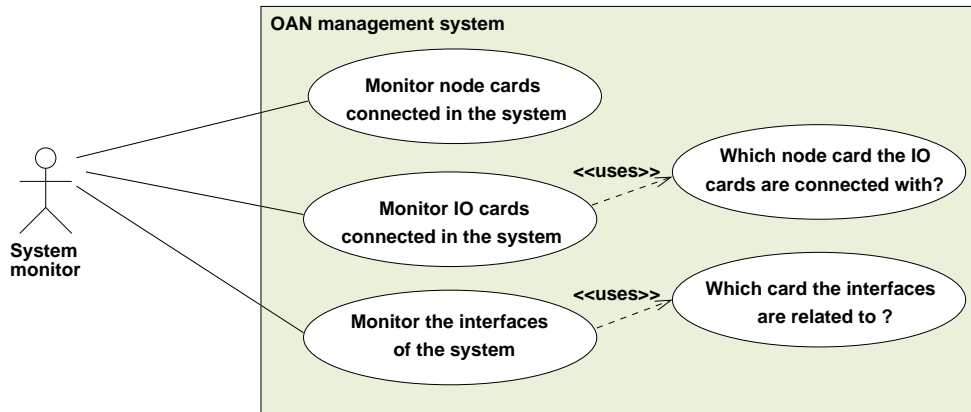 OAN management system
Monitor node cards
connected in the system
<<uses>>
Which node card the IO
cards are connected with?
Monitor IO cards
connected in the system
System
monitor
<<uses>>
Which card the interfaces
are related to ?
Monitor the interfaces
of the system